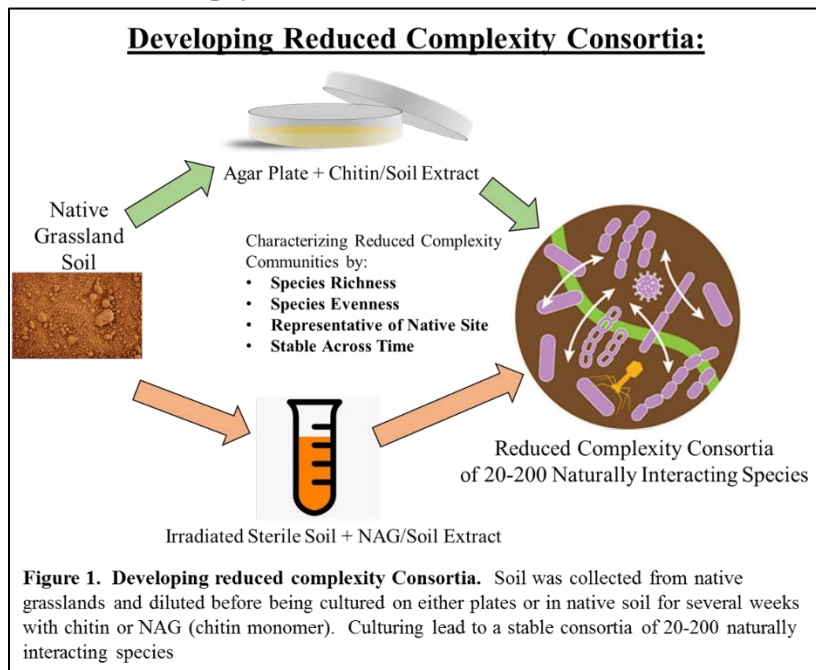 Developing Reduced Complexity Consortia:
Agar Plate + Chitin/Soil Extract
Native
Grassland
Soil
Characterizing Reduced Complexity
Communities by:
• Species Richness
• Species Evenness
• Representative of Native Site
• Stable Across Time
Reduced Complexity Consortia
of 20-200 Naturally Interacting Species
Irradiated Sterile Soil + NAG/Soil Extract
Figure 1. Developing reduced complexity Consortia. Soil was collected from native
grasslands and diluted before being cultured on either plates or in native soil for several weeks
with chitin or NAG (chitin monomer). Culturing lead to a stable consortia of 20-200 naturally
interacting species